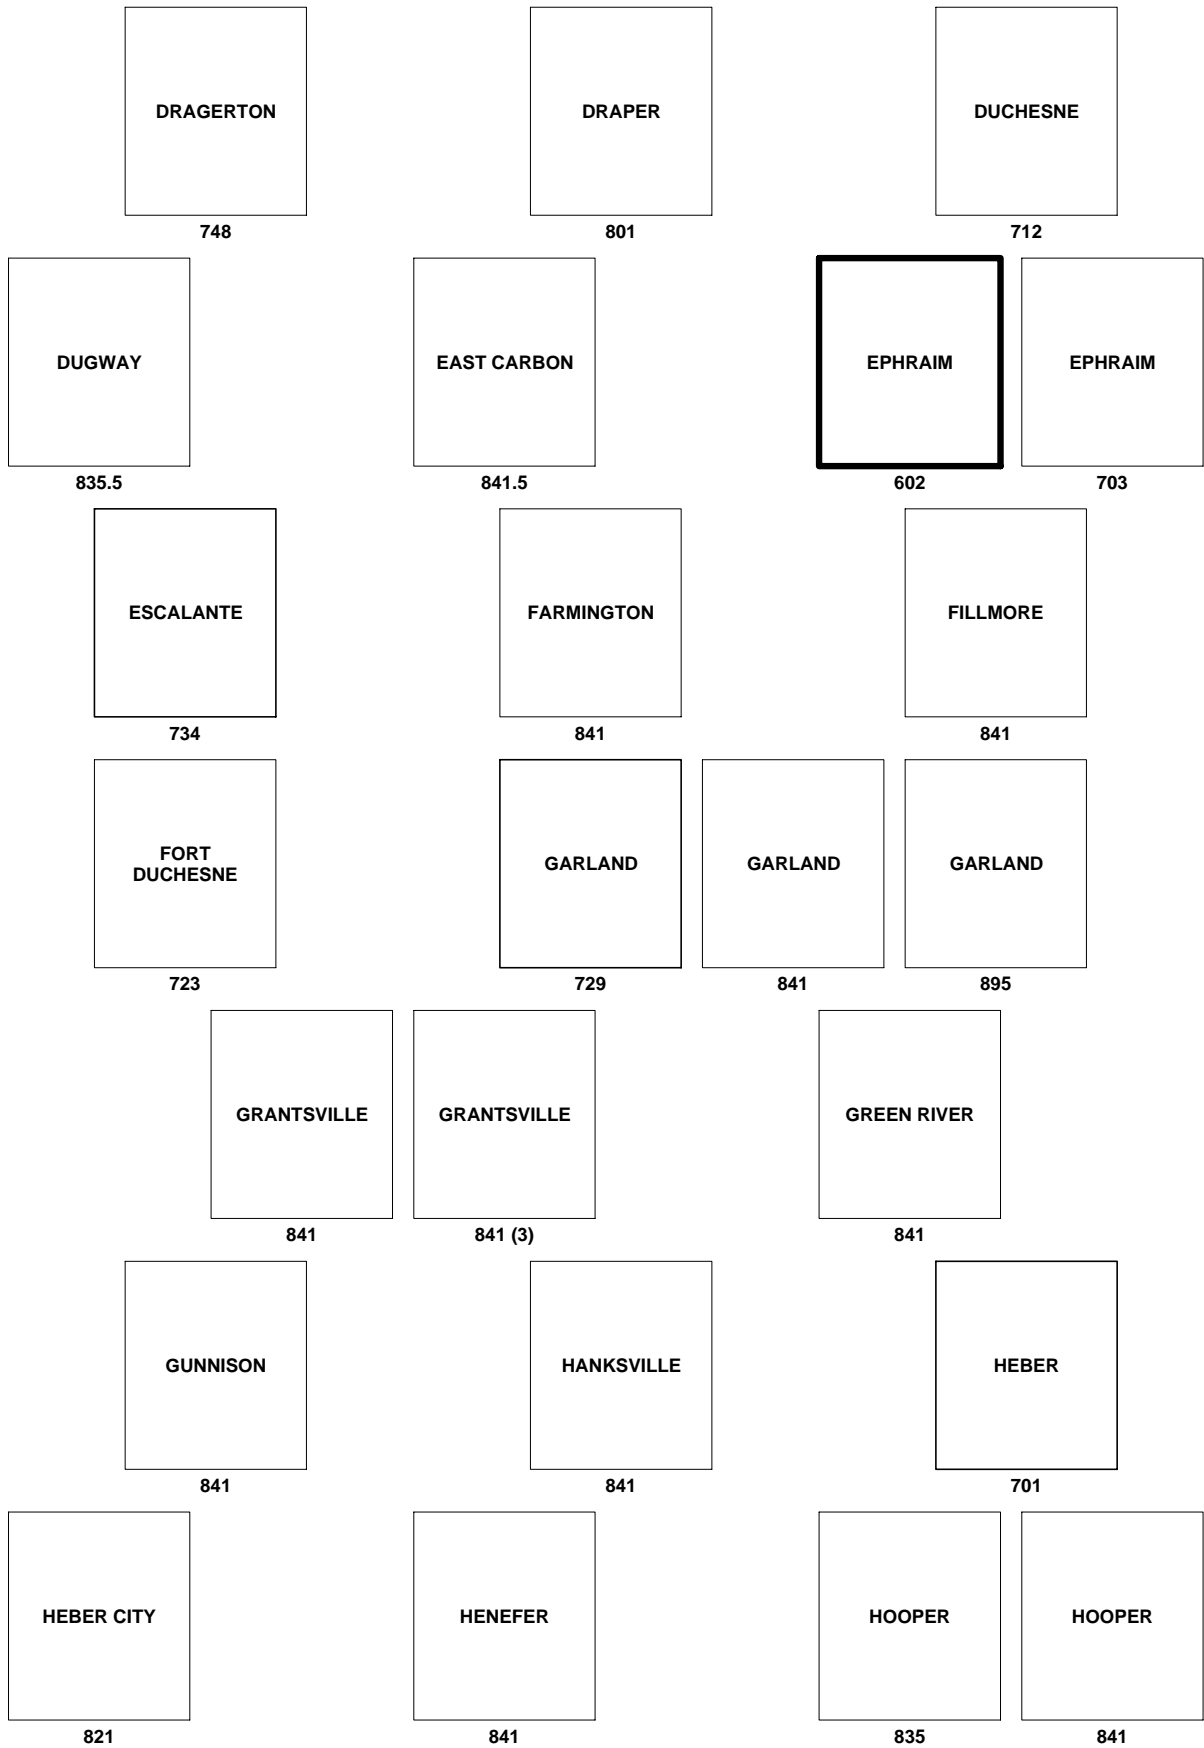 DRAGERTON
DRAPER
DUCHESNE
748
801
712
DUGWAY
EAST CARBON
EPHRAIM
EPHRAIM
835.5
841.5
602
703
ESCALANTE
FARMINGTON
FILLMORE
734
841
841
FORT
DUCHESNE
GARLAND
GARLAND
GARLAND
723
729
841
895
GRANTSVILLE
GRANTSVILLE
GREEN RIVER
841
841 (3)
841
GUNNISON
HANKSVILLE
HEBER
841
841
701
HEBER CITY
HENEFER
HOOPER
HOOPER
821
841
835
841